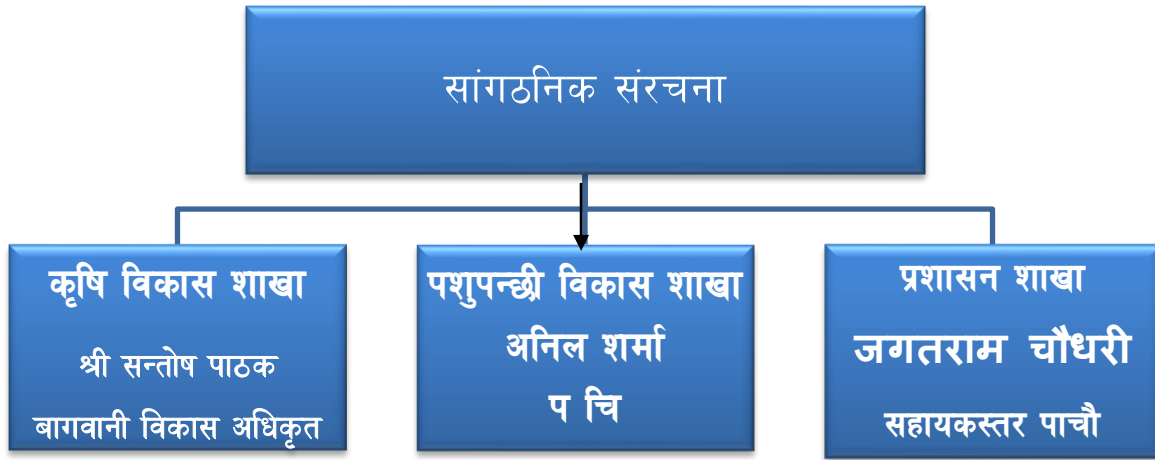 सांगठनिक संरचना
कृषि विकास शाखा
श्री सन्तोष पाठक
बागवानी विकास अधिकृत
पशुपन्छी विकास शाखा
अनिल शर्मा
प चि
प्रशासन शाखा
जगतराम चौधरी
सहायकस्तर पाचौ